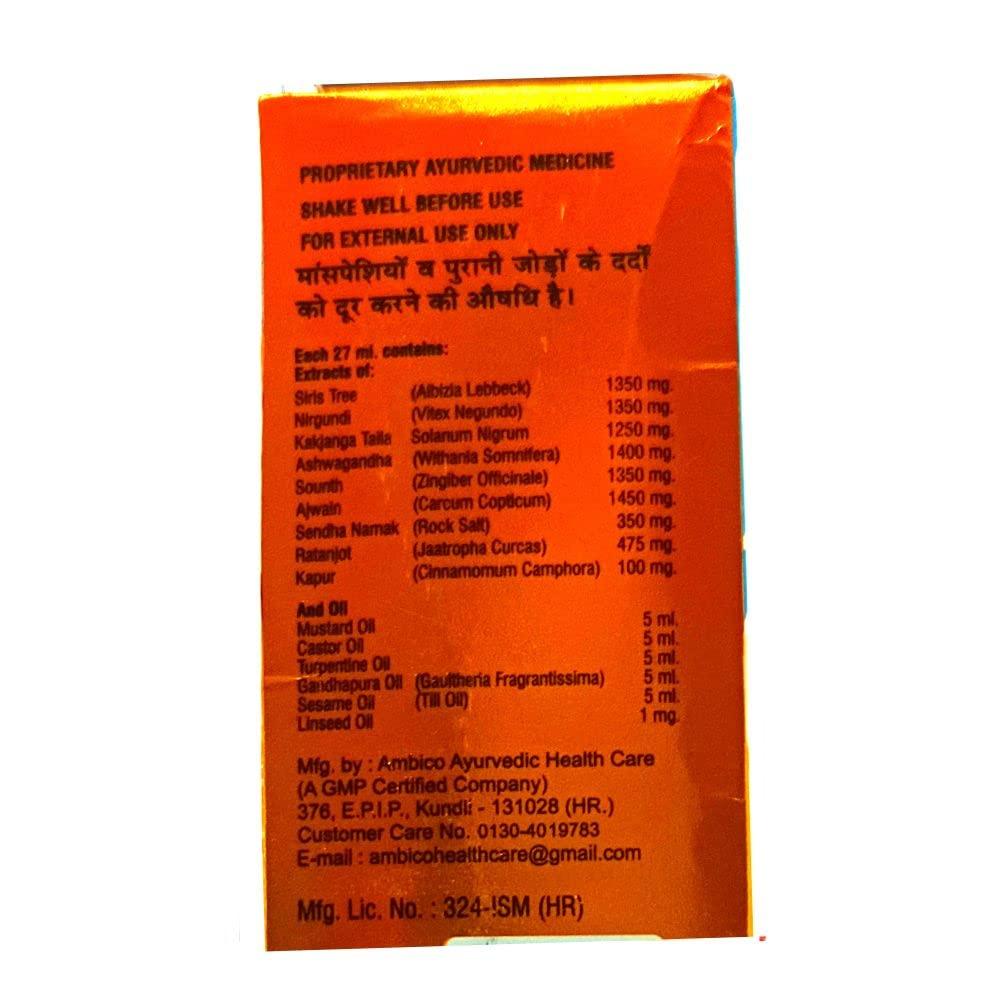 PROPRIETARY AYURVEDIC MEDICINE
SHAKE WELL BEFORE USE
FOR EXTERNAL USE ONLY
मांसपेशियों व पुरानी जोड़ों के दर्दों
को दूर करने की औषधि है।
Each 27 ml. contains:
Extracts of:
Siris Tree (Albizia Lebbeck) 1350 mg.
Nirgundi (Vitex Negundo) 1350 mg.
Kakjanga Taila Solanum Nigrum 1250 mg.
Ashwagandha (Withania Somnifera) 1400 mg.
Sounth (Zingiber Officinale) 1350 mg.
Ajwain (Carcum Copticum) 1450 mg.
Sendha Namak (Rock Salt) 350 mg.
Ratanjot (Jaatropha Curcas) 475 mg.
Kapur (Cinnamomum Camphora) 100 mg.
And Oil
Mustard Oil 5 ml.
Castor Oil 5 ml.
Turpentine Oil 5 ml.
Gandhapura Oil (Gaultheria Fragrantissima) 5 ml.
Sesame Oil (Till Oil) 5 ml.
Linseed Oil 1 mg.
Mfg. by : Ambico Ayurvedic Health Care
(A GMP Certified Company)
376, E.P.I.P., Kundli - 131028 (HR.)
Customer Care No. 0130-4019783
E-mail : ambicohealthcare@gmail.com
Mfg. Lic. No. : 324-ISM (HR)